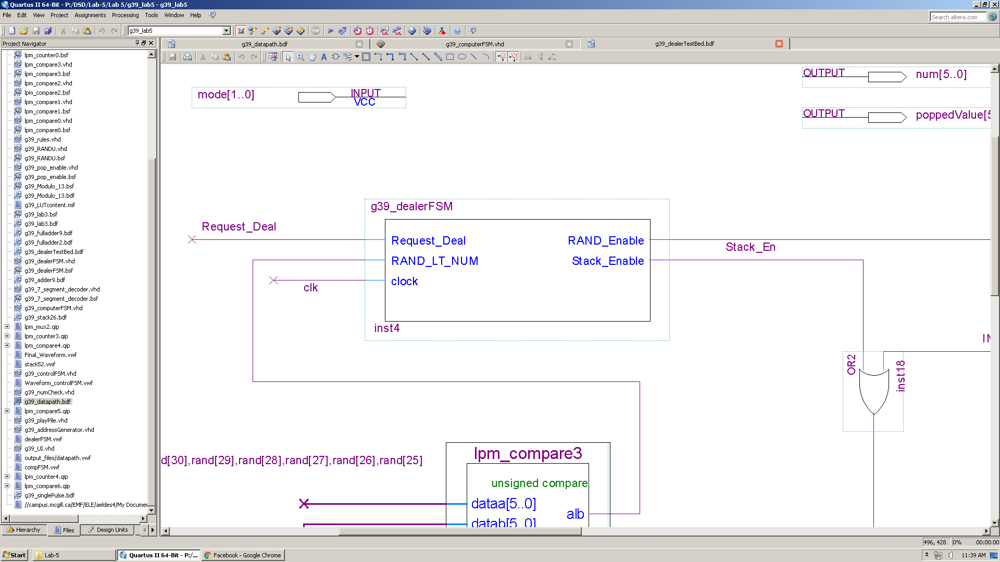 Quartus II 64-Bit - P:/DSD/Lab-5/Lab 5/g39_lab5 - g39_lab5
File Edit View Project Assignments Processing Tools Window Help
Search altera.com
g39_lab5
STOP
Project Navigator
g39_datapath.bdf
g39_computerFSM.vhd
g39_dealerTestBed.bdf
lpm_counter0.bsf
lpm_compare3.vhd
lpm_compare3.bsf
lpm_compare2.vhd
lpm_compare2.bsf
lpm_compare1.vhd
lpm_compare1.bsf
lpm_compare0.vhd
lpm_compare0.bsf
g39_rules.vhd
g39_RANDU.vhd
g39_RANDU.bsf
g39_pop_enable.vhd
g39_pop_enable.bsf
g39_Modulo_13.bsf
g39_Modulo_13.bdf
g39_LUTcontent.mif
g39_lab3.bsf
g39_lab3.bdf
g39_fulladder9.bdf
g39_fulladder2.bdf
g39_dealerTestBed.bdf
g39_dealerFSM.vhd
g39_dealerFSM.bsf
g39_adder9.bdf
g39_7_segment_decoder.vhd
g39_7_segment_decoder.bsf
g39_computerFSM.vhd
g39_stack26.bdf
lpm_mux2.qip
lpm_counter3.qip
lpm_compare4.qip
Final_Waveform.vwf
stack52.vwf
g39_controlFSM.vhd
Waveform_controlFSM.vwf
g39_numCheck.vhd
g39_datapath.bdf
lpm_compare5.qip
g39_playPile.vhd
g39_addressGenerator.vhd
dealerFSM.vwf
g39_UI.vhd
output_files/datapath.vwf
compFSM.vwf
lpm_counter4.qip
lpm_compare6.qip
g39_singlePulse.bdf
//campus.mcgill.ca/EMF/ELE/aeldes4/My Documer
Hierarchy Files Design Units
mode[1..0] INPUT
VCC
OUTPUT num[5..0]
OUTPUT poppedValue[5
g39_dealerFSM
Request_Deal
Request_Deal RAND_Enable
Stack_En
RAND_LT_NUM Stack_Enable
clk
clock
inst4
IN
OR2
inst18
lpm_compare3
d[30],rand[29],rand[28],rand[27],rand[26],rand[25]
unsigned compare
dataa[5..0]
alb
datab[5..0]
496, 428 0% 00:00:00
Start Lab-5 Quartus II 64-Bit - P:/... Facebook - Google Chrome 11:39 AM